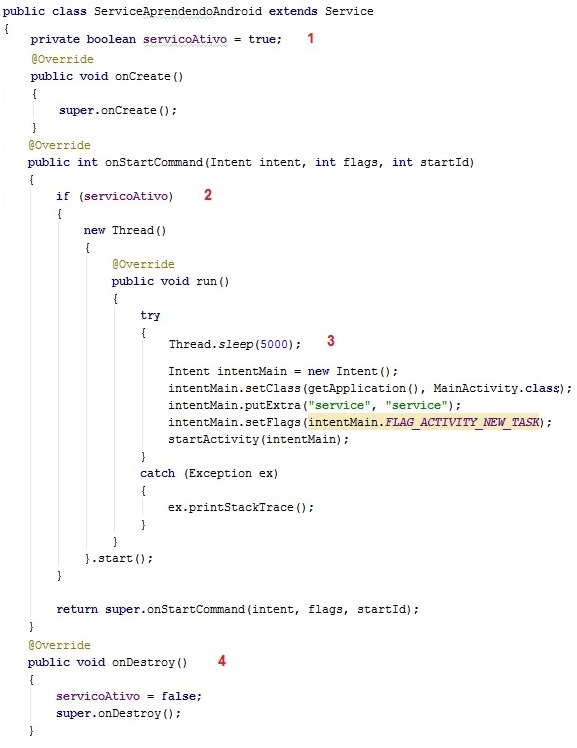 public class ServiceAprendendoAndroid extends Service
{
    private boolean servicoAtivo = true;    1
    @Override
    public void onCreate()
    {
        super.onCreate();
    }
    @Override
    public int onStartCommand(Intent intent, int flags, int startId)
    {
        if (servicoAtivo)    2
        {
            new Thread()
            {
                @Override
                public void run()
                {
                    try
                    {
                        Thread.sleep(5000);    3
                        Intent intentMain = new Intent();
                        intentMain.setClass(getApplication(), MainActivity.class);
                        intentMain.putExtra("service", "service");
                        intentMain.setFlags(intentMain.FLAG_ACTIVITY_NEW_TASK);
                        startActivity(intentMain);
                    }
                    catch (Exception ex)
                    {
                        ex.printStackTrace();
                    }
                }
            }.start();
        }
        return super.onStartCommand(intent, flags, startId);
    }
    @Override
    public void onDestroy()    4
    {
        servicoAtivo = false;
        super.onDestroy();
    }